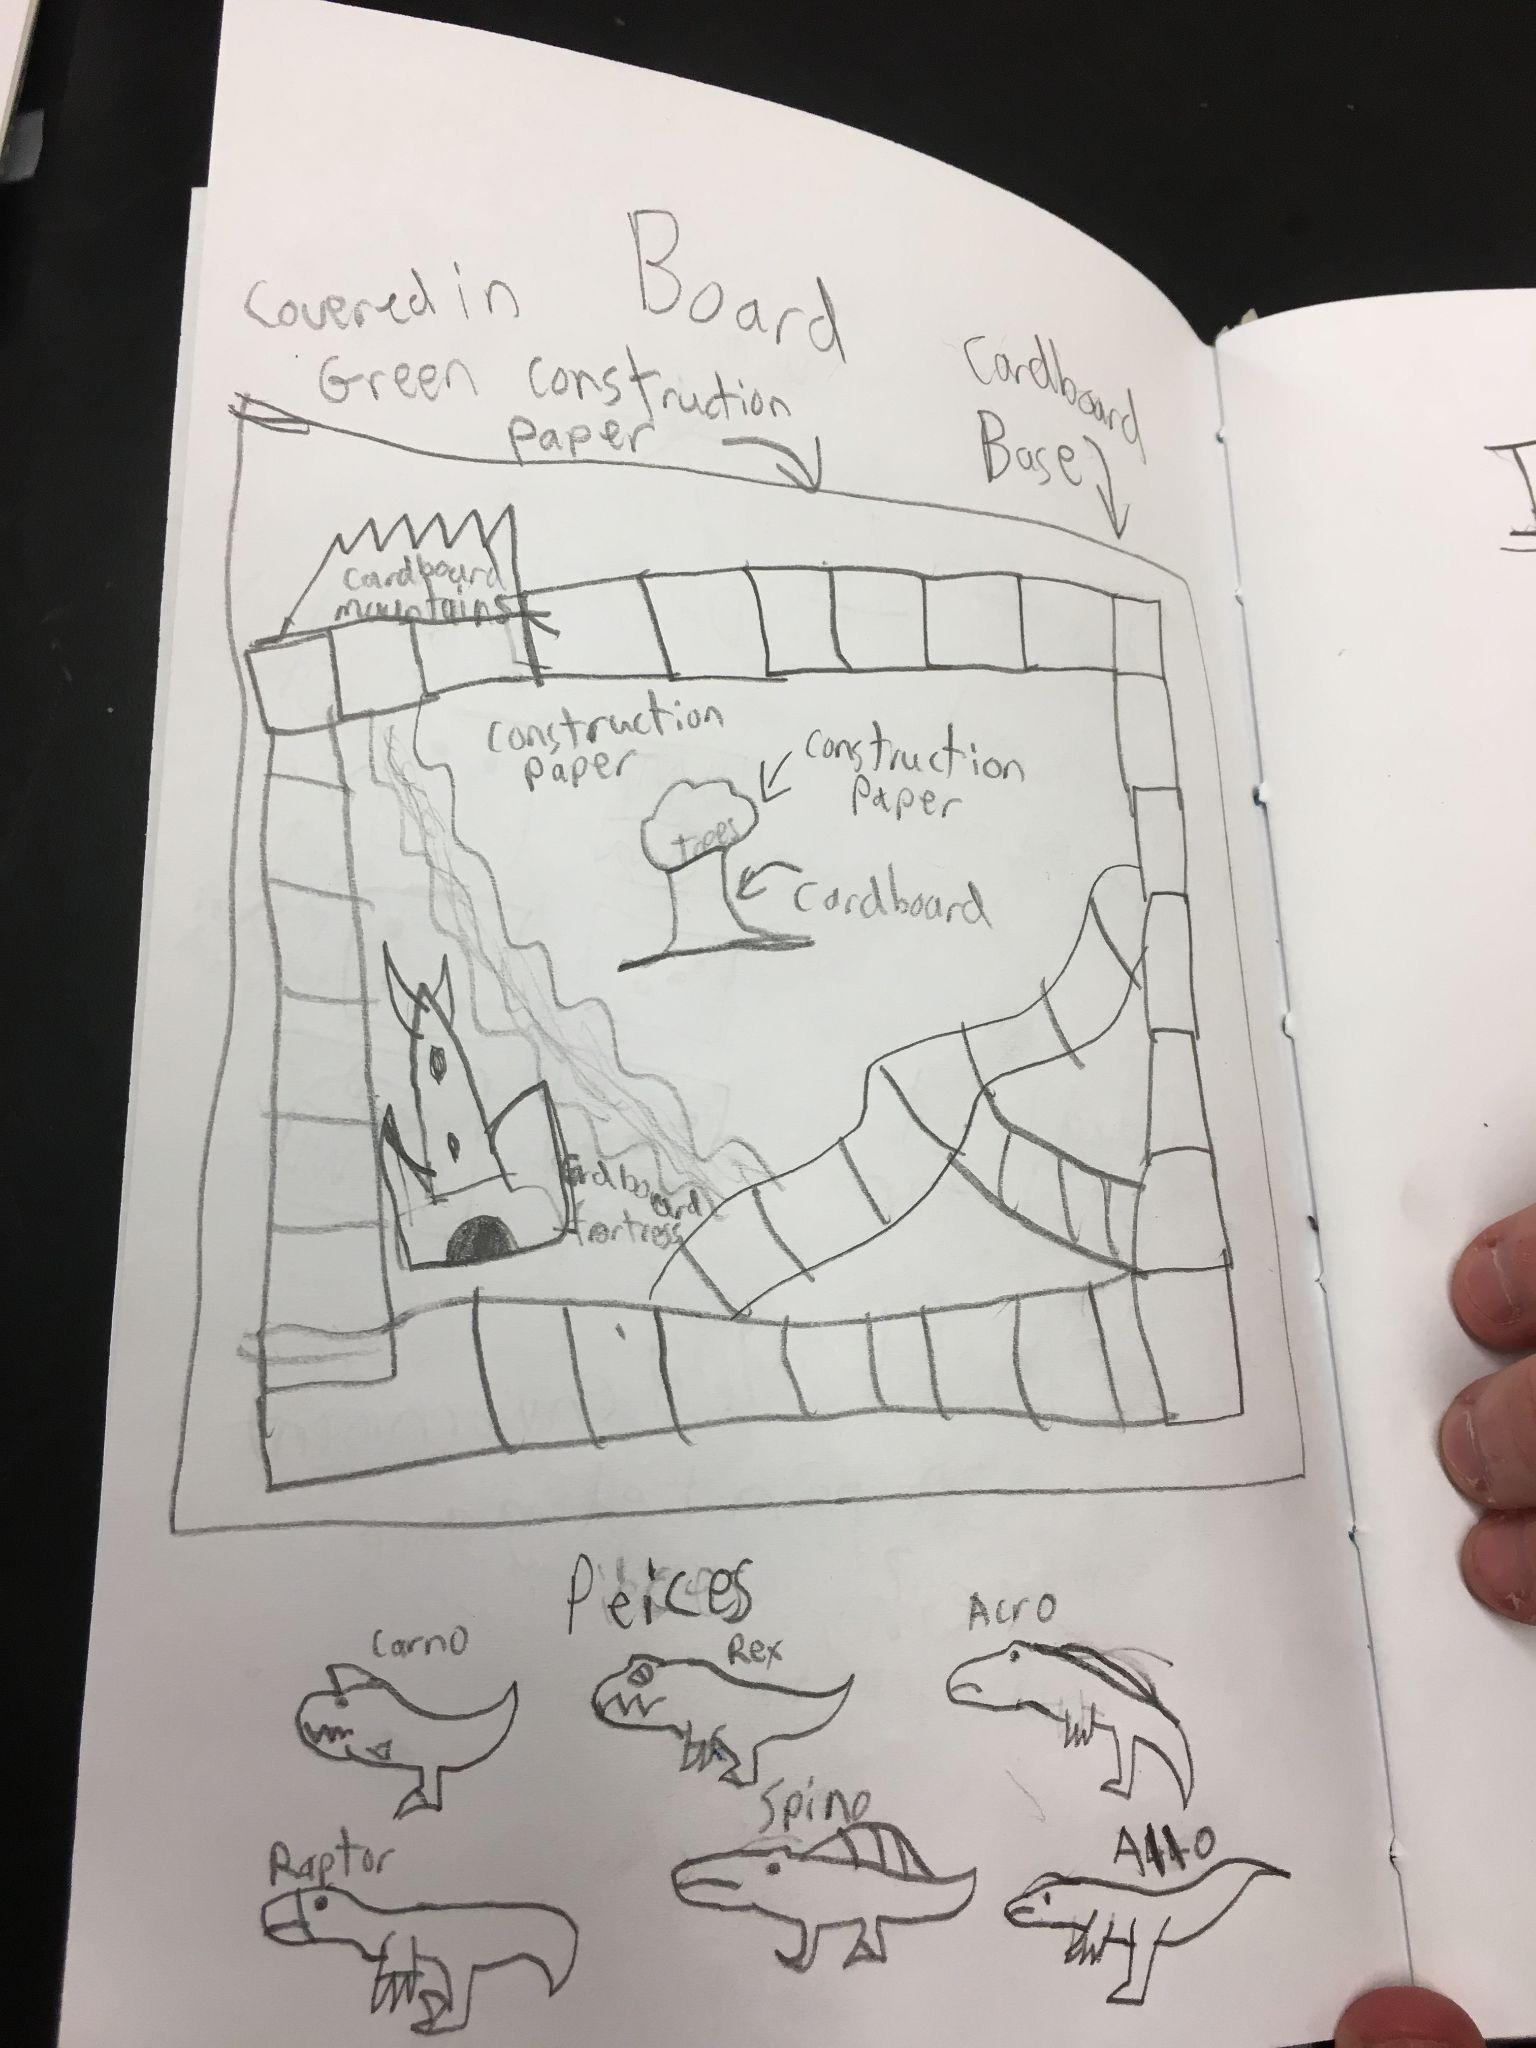 Board
Covered in
Green construction
paper
Cardboard
Base
cardboard
mountains
construction
paper
construction
paper
trees
cardboard
cardboard
fortress
Peices
Carno
Rex
Acro
Raptor
Spino